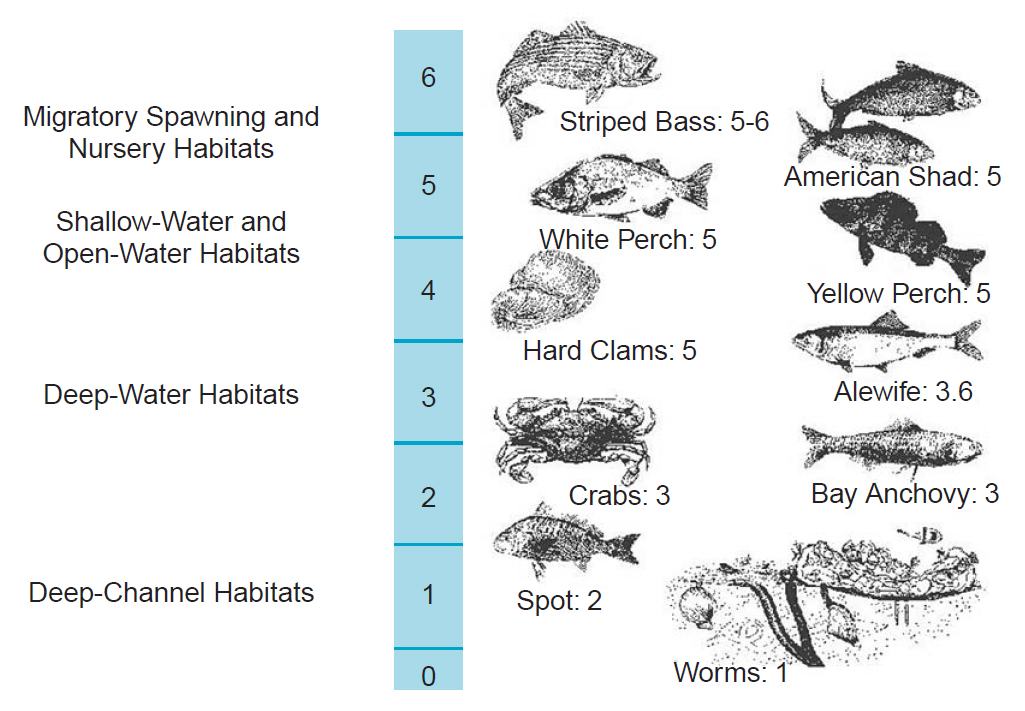 Migratory Spawning and
Nursery Habitats
Shallow-Water and
Open-Water Habitats
Deep-Water Habitats
Deep-Channel Habitats
6
5
4
3
2
1
0
Striped Bass: 5-6
American Shad: 5
White Perch: 5
Yellow Perch: 5
Hard Clams: 5
Alewife: 3.6
Crabs: 3
Bay Anchovy: 3
Spot: 2
Worms: 1